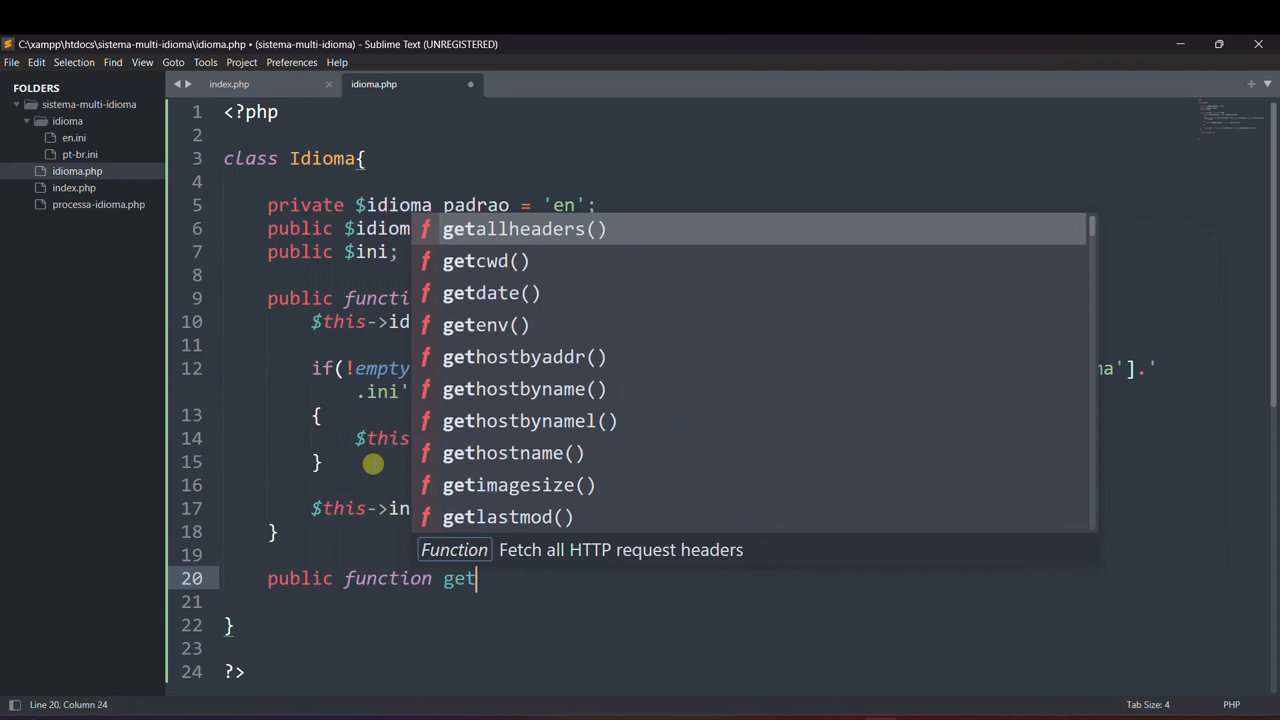 C:\xampp\htdocs\sistema-multi-idioma\idioma.php • (sistema-multi-idioma) - Sublime Text (UNREGISTERED)
File Edit Selection Find View Goto Tools Project Preferences Help
FOLDERS
sistema-multi-idioma
idioma
en.ini
pt-br.ini
idioma.php
index.php
processa-idioma.php
index.php
idioma.php
1 <?php
2
3 class Idioma{
4
5 private $idioma_padrao = 'en';
6 public $idiom
7 public $ini;
8
9 public functi
10 $this->id
11
12 if(!empty ma'].'
.ini'
13 {
14 $this
15 }
16
17 $this->in
18 }
19
20 public function get
21
22 }
23
24 ?>
f getallheaders()
f getcwd()
f getdate()
f getenv()
f gethostbyaddr()
f gethostbyname()
f gethostbynamel()
f gethostname()
f getimagesize()
f getlastmod()
Function Fetch all HTTP request headers
Line 20, Column 24
Tab Size: 4
PHP